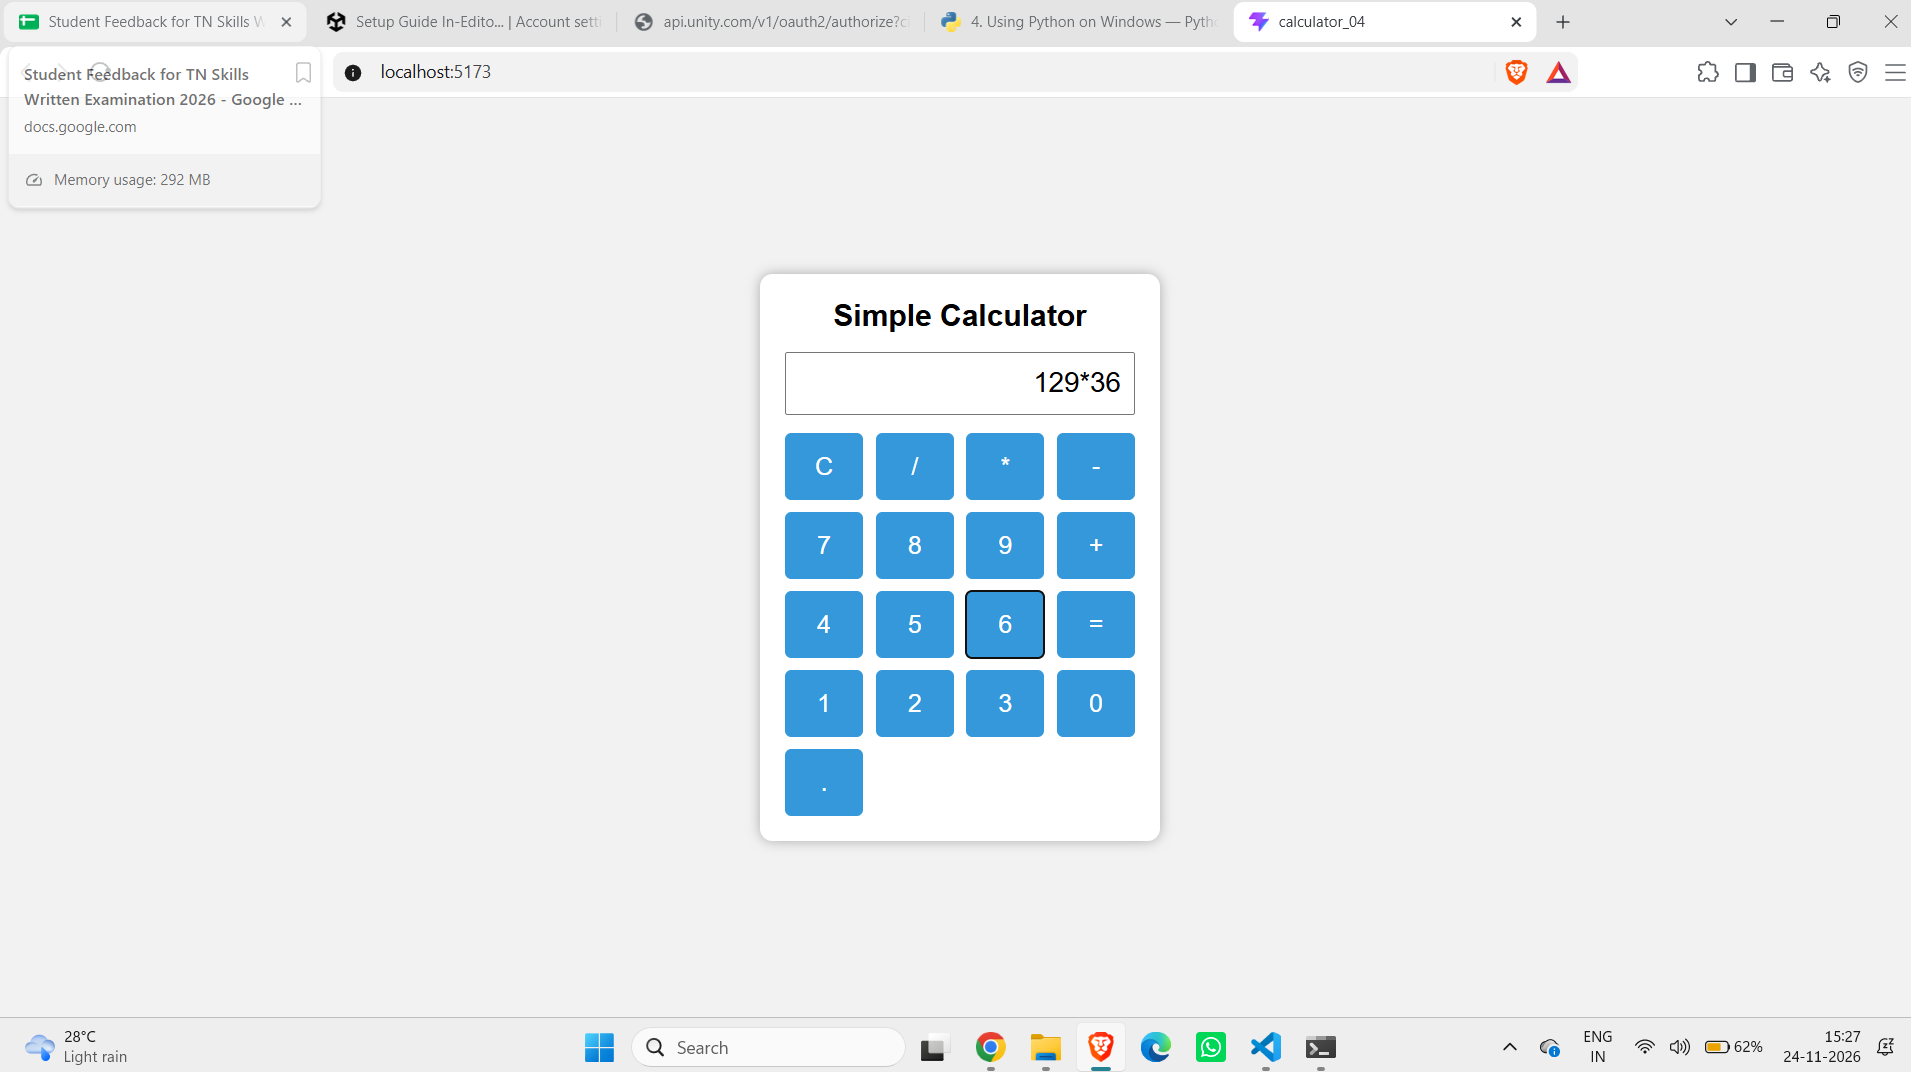 Student Feedback for TN Skills W
Setup Guide In-Edito... | Account setti
api.unity.com/v1/oauth2/authorize?ci
4. Using Python on Windows — Pytho
calculator_04
localhost:5173
Student Feedback for TN Skills
Written Examination 2026 - Google ...
docs.google.com
Memory usage: 292 MB
Simple Calculator
129*36
C / * -
7 8 9 +
4 5 6 =
1 2 3 0
.
28°C
Light rain
Search
ENG
IN
62%
15:27
24-11-2026